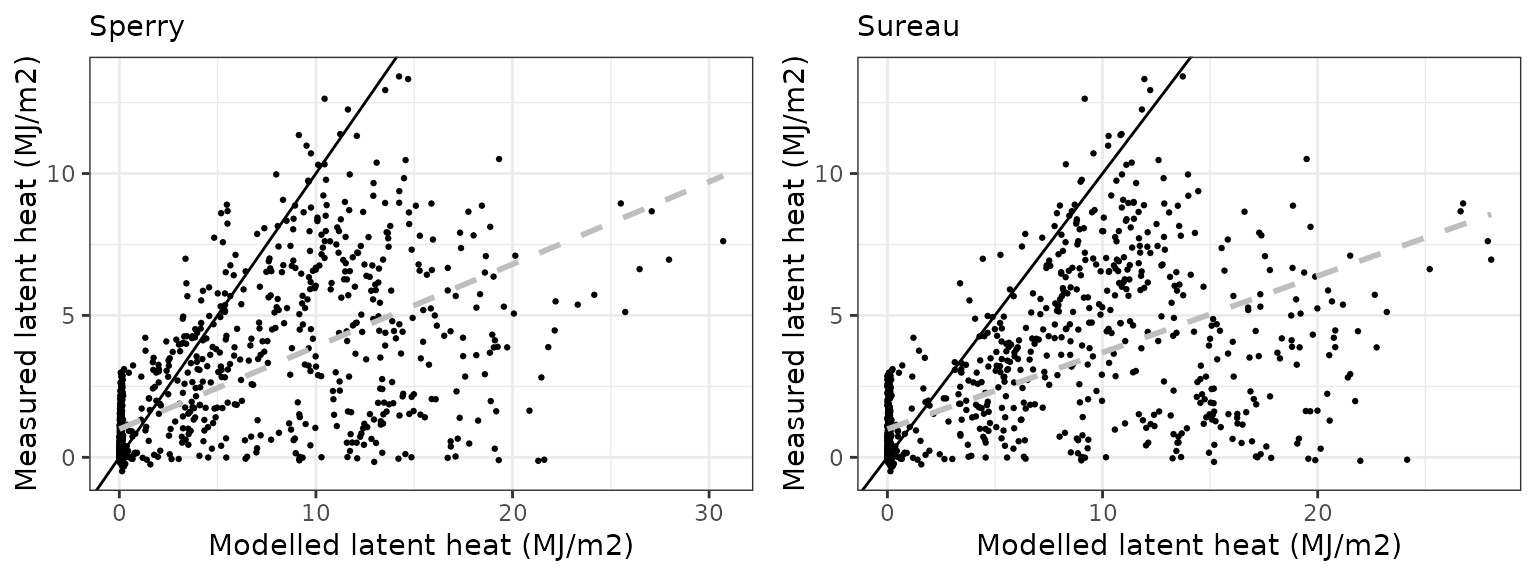 Sperry
Measured latent heat (MJ/m2)
10
5
0
0 10 20 30
Modelled latent heat (MJ/m2)
Sureau
Measured latent heat (MJ/m2)
10
5
0
0 10 20
Modelled latent heat (MJ/m2)